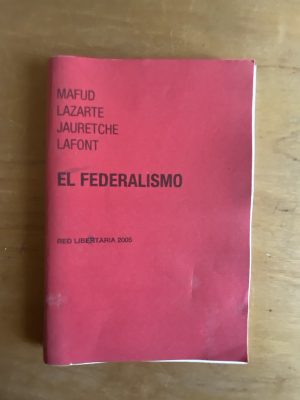 MAFUD
LAZARTE
JAURETCHE
LAFONT
EL FEDERALISMO
RED LIBERTARIA 2005